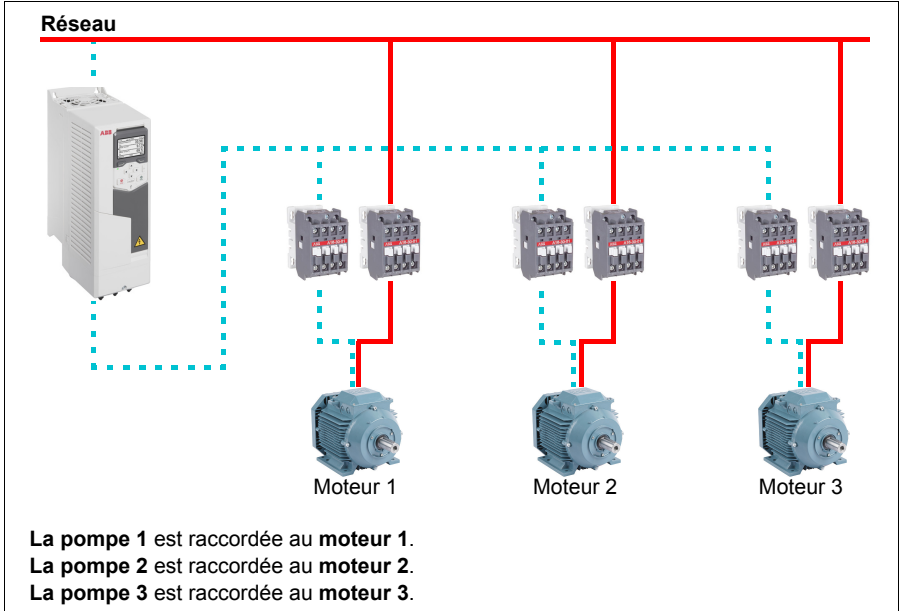 Réseau
ABB
Moteur 1
Moteur 2
Moteur 3
La pompe 1 est raccordée au moteur 1.
La pompe 2 est raccordée au moteur 2.
La pompe 3 est raccordée au moteur 3.